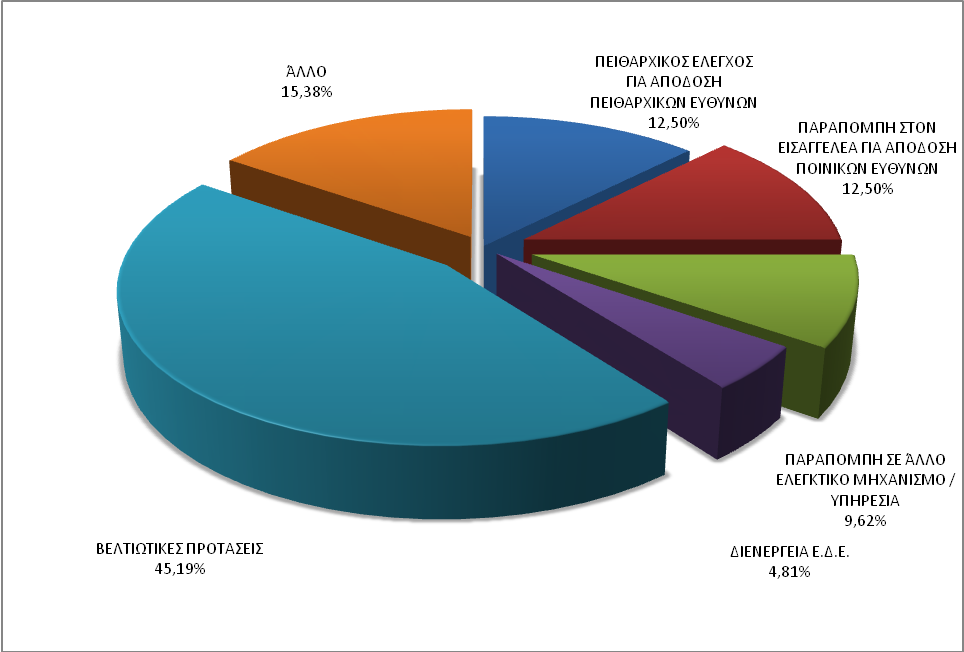 ΆΛΛΟ
15,38%
ΠΕΙΘΑΡΧΙΚΟΣ ΕΛΕΓΧΟΣ
ΓΙΑ ΑΠΟΔΟΣΗ
ΠΕΙΘΑΡΧΙΚΩΝ ΕΥΘΥΝΩΝ
12,50%
ΠΑΡΑΠΟΜΠΗ ΣΤΟΝ
ΕΙΣΑΓΓΕΛΕΑ ΓΙΑ ΑΠΟΔΟΣΗ
ΠΟΙΝΙΚΩΝ ΕΥΘΥΝΩΝ
12,50%
ΠΑΡΑΠΟΜΠΗ ΣΕ ΆΛΛΟ
ΕΛΕΓΚΤΙΚΟ ΜΗΧΑΝΙΣΜΟ /
ΥΠΗΡΕΣΙΑ
9,62%
ΔΙΕΝΕΡΓΕΙΑ Ε.Δ.Ε.
4,81%
ΒΕΛΤΙΩΤΙΚΕΣ ΠΡΟΤΑΣΕΙΣ
45,19%